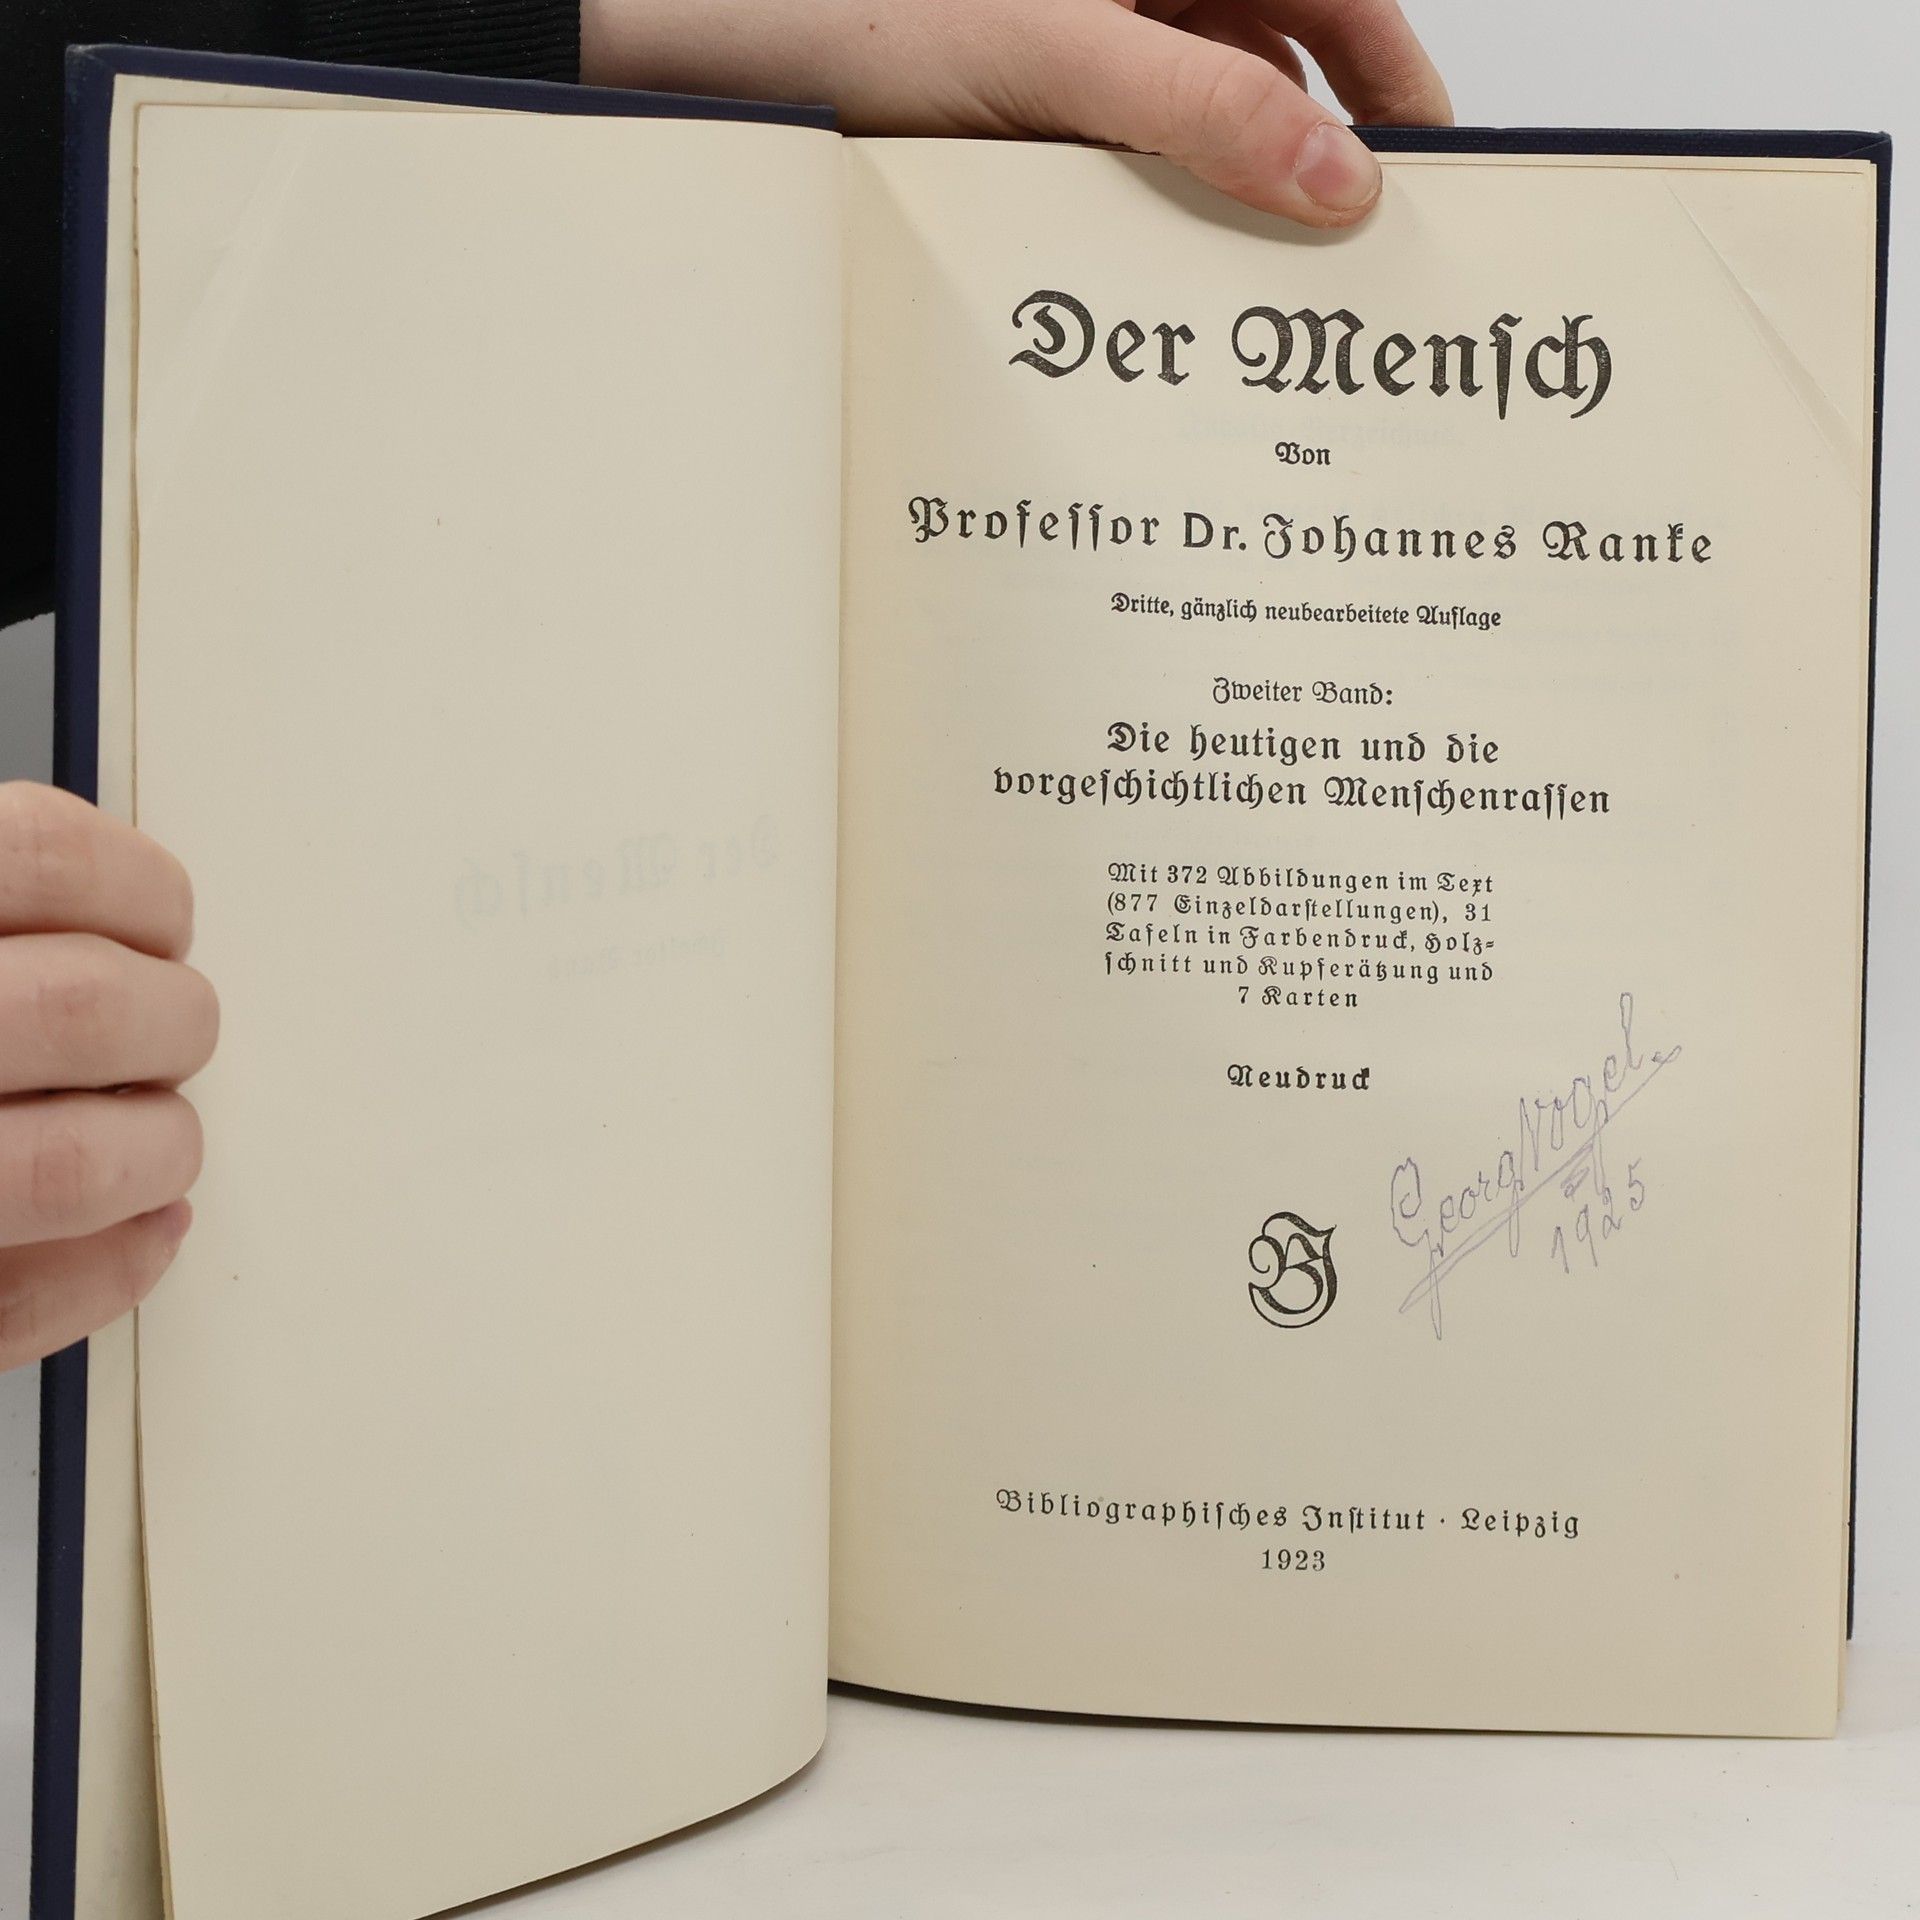 Der Menſch
Von
Profeſſor Dr. Johannes Ranke
Dritte, gänzlich neubearbeitete Auflage
Zweiter Band:
Die heutigen und die
vorgeſchichtlichen Menſchenraſſen
Mit 372 Abbildungen im Text
(877 Einzeldarſtellungen), 31
Tafeln in Farbendruck, Holz-
ſchnitt und Kupferätzung und
7 Karten
Neudruck
Georg Vogel.
1925
BI
Bibliographiſches Inſtitut · Leipzig
1923